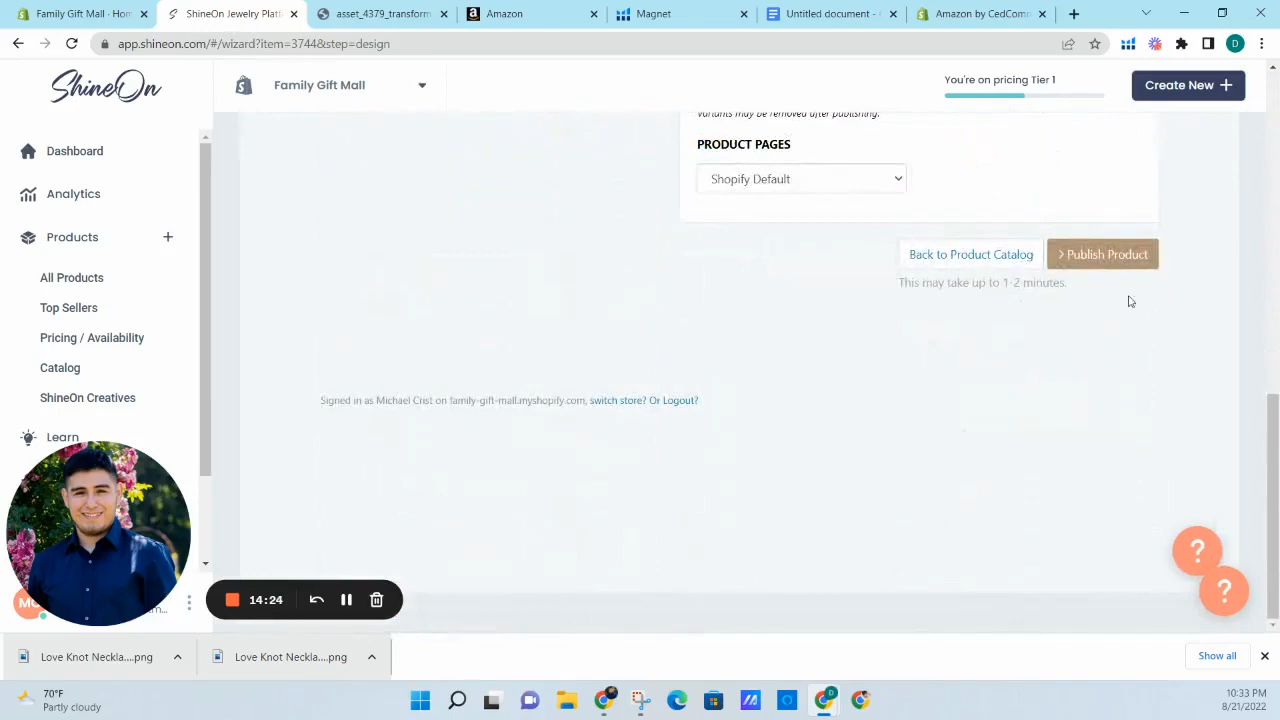 Family Gift Mall · Hom
ShineOn Jewelry Platf
asset_4379_transform
Amazon
Magnet
Untitled document -
Amazon by CedComm
app.shineon.com/#/wizard?item=3744&step=design
D
ShineOn
Family Gift Mall
You're on pricing Tier 1
Create New +
Dashboard
Analytics
Products +
All Products
Top Sellers
Pricing / Availability
Catalog
ShineOn Creatives
Learn
variants may be removed after publishing.
PRODUCT PAGES
Shopify Default
Back to Product Catalog
> Publish Product
This may take up to 1-2 minutes.
Signed in as Michael Crist on family-gift-mall.myshopify.com, switch store? Or Logout?
?
?
14:24
Love Knot Neckla....png
Love Knot Neckla....png
Show all
70°F
Partly cloudy
10:33 PM
8/21/2022